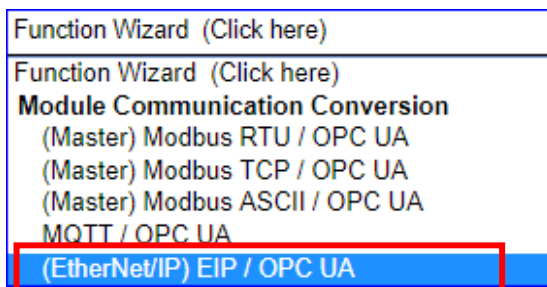 Function Wizard (Click here)
Function Wizard (Click here)
Module Communication Conversion
(Master) Modbus RTU / OPC UA
(Master) Modbus TCP / OPC UA
(Master) Modbus ASCII / OPC UA
MQTT / OPC UA
(EtherNet/IP) EIP / OPC UA